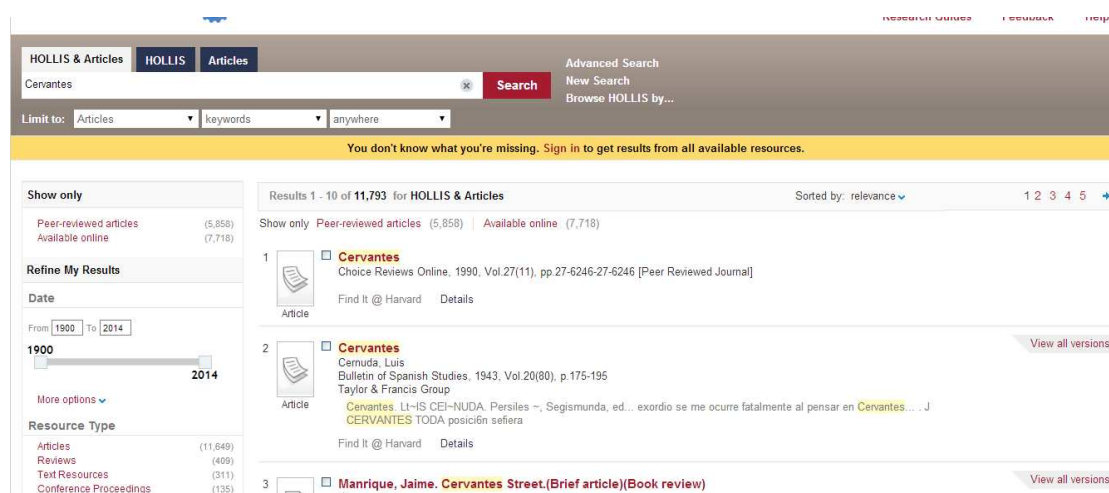 Research Guides Feedback Help
HOLLIS & Articles HOLLIS Articles
Cervantes x Search
Advanced Search
New Search
Browse HOLLIS by...
Limit to: Articles keywords anywhere
You don't know what you're missing. Sign in to get results from all available resources.
Show only
Peer-reviewed articles (5,858)
Available online (7,718)
Refine My Results
Date
From 1900 To 2014
1900
2014
More options
Resource Type
Articles (11,649)
Reviews (409)
Text Resources (311)
Conference Proceedings (135)
Results 1 - 10 of 11,793 for HOLLIS & Articles Sorted by: relevance 1 2 3 4 5
Show only Peer-reviewed articles (5,858) Available online (7,718)
1 Cervantes
Choice Reviews Online, 1990, Vol.27(11), pp.27-6246-27-6246 [Peer Reviewed Journal]
Find It @ Harvard Details
Article
2 Cervantes View all versions
Cernuda, Luis
Bulletin of Spanish Studies, 1943, Vol.20(80), p.175-195
Taylor & Francis Group
Article
Cervantes. Lt~IS CEI~NUDA. Persiles ~, Segismunda, ed... exordio se me ocurre fatalmente al pensar en Cervantes... . J
CERVANTES TODA posici6n sefiera
Find It @ Harvard Details
3 Manrique, Jaime. Cervantes Street.(Brief article)(Book review) View all versions